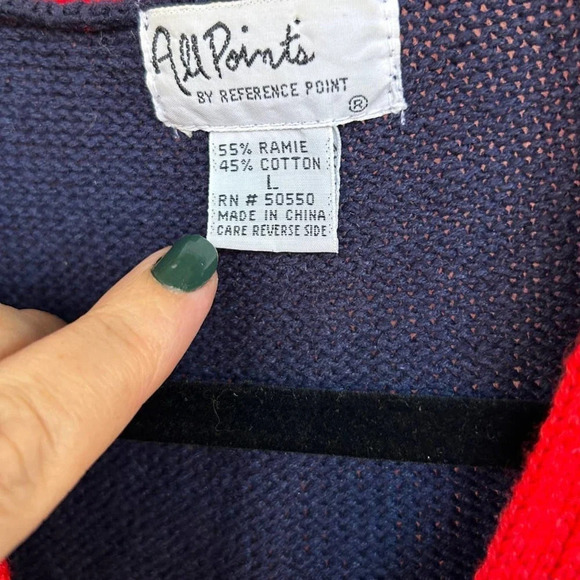 All Points
BY REFERENCE POINT
®
55% RAMIE
45% COTTON
L
RN # 50550
MADE IN CHINA
CARE REVERSE SIDE